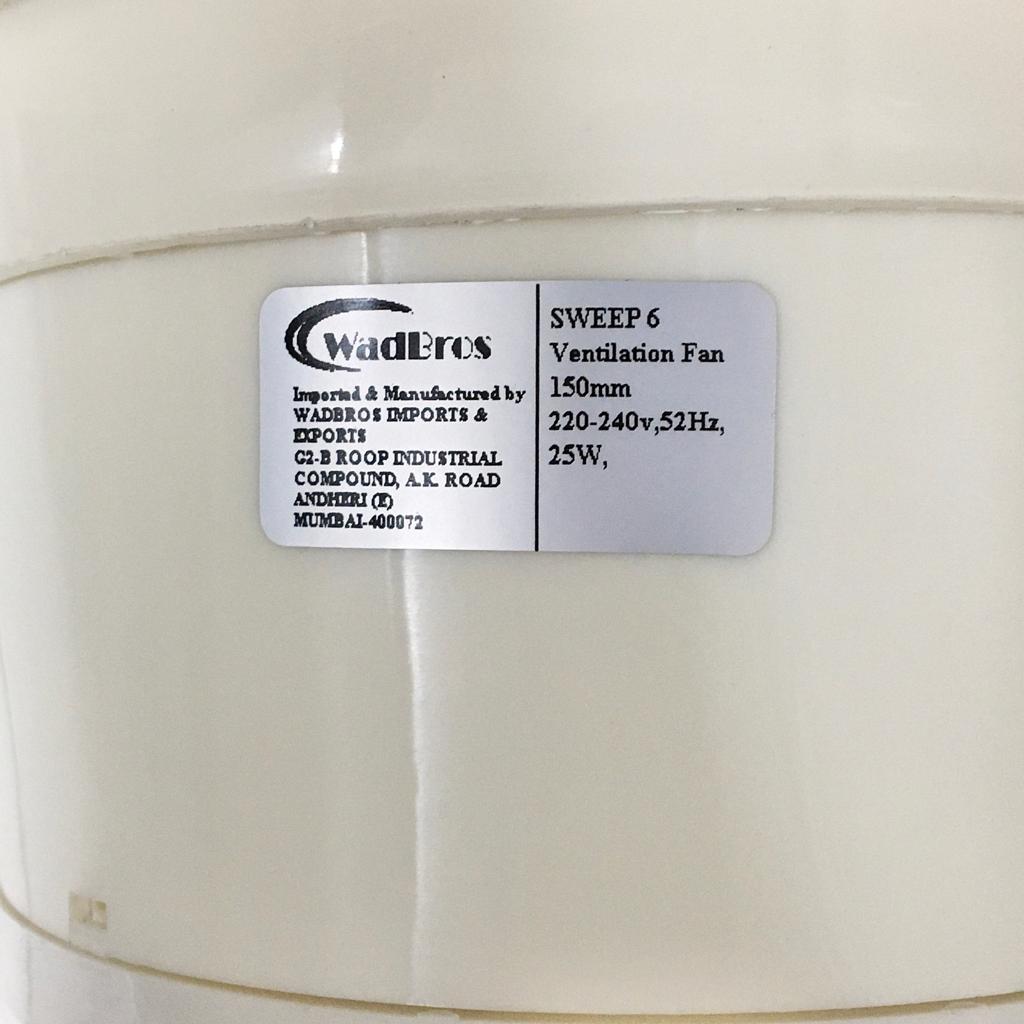 WadBros
Imported & Manufactured by
WADBROS IMPORTS &
EXPORTS
G2-B ROOP INDUSTRIAL
COMPOUND, A.K. ROAD
ANDHERI (E)
MUMBAI-400072
SWEEP 6
Ventilation Fan
150mm
220-240v,52Hz,
25W,